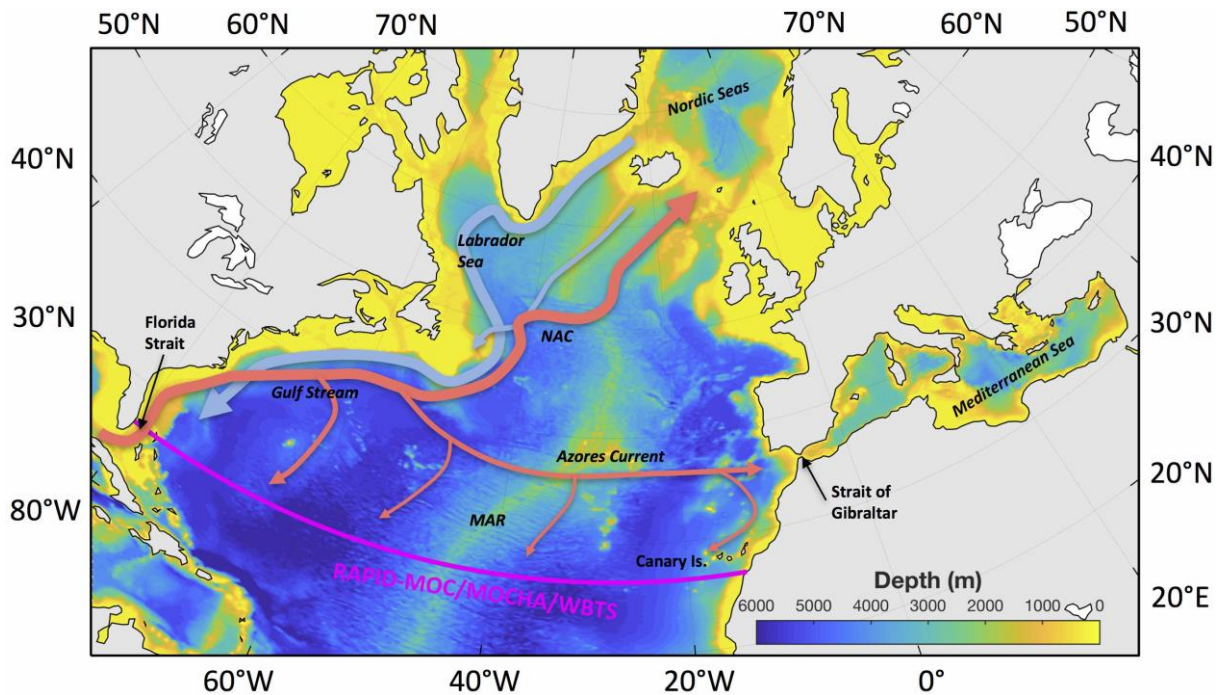 50°N 60°N 70°N 70°N 60°N 50°N
Nordic Seas
40°N
40°N
Labrador
Sea
30°N
Florida
Strait
NAC
30°N
Mediterranean Sea
Gulf Stream
Azores Current
20°N
Strait of
Gibraltar
80°W
MAR
Canary Is.
RAPID-MOC/MOCHA/WBTS
Depth (m)
6000 5000 4000 3000 2000 1000 0
20°E
60°W 40°W 20°W 0°